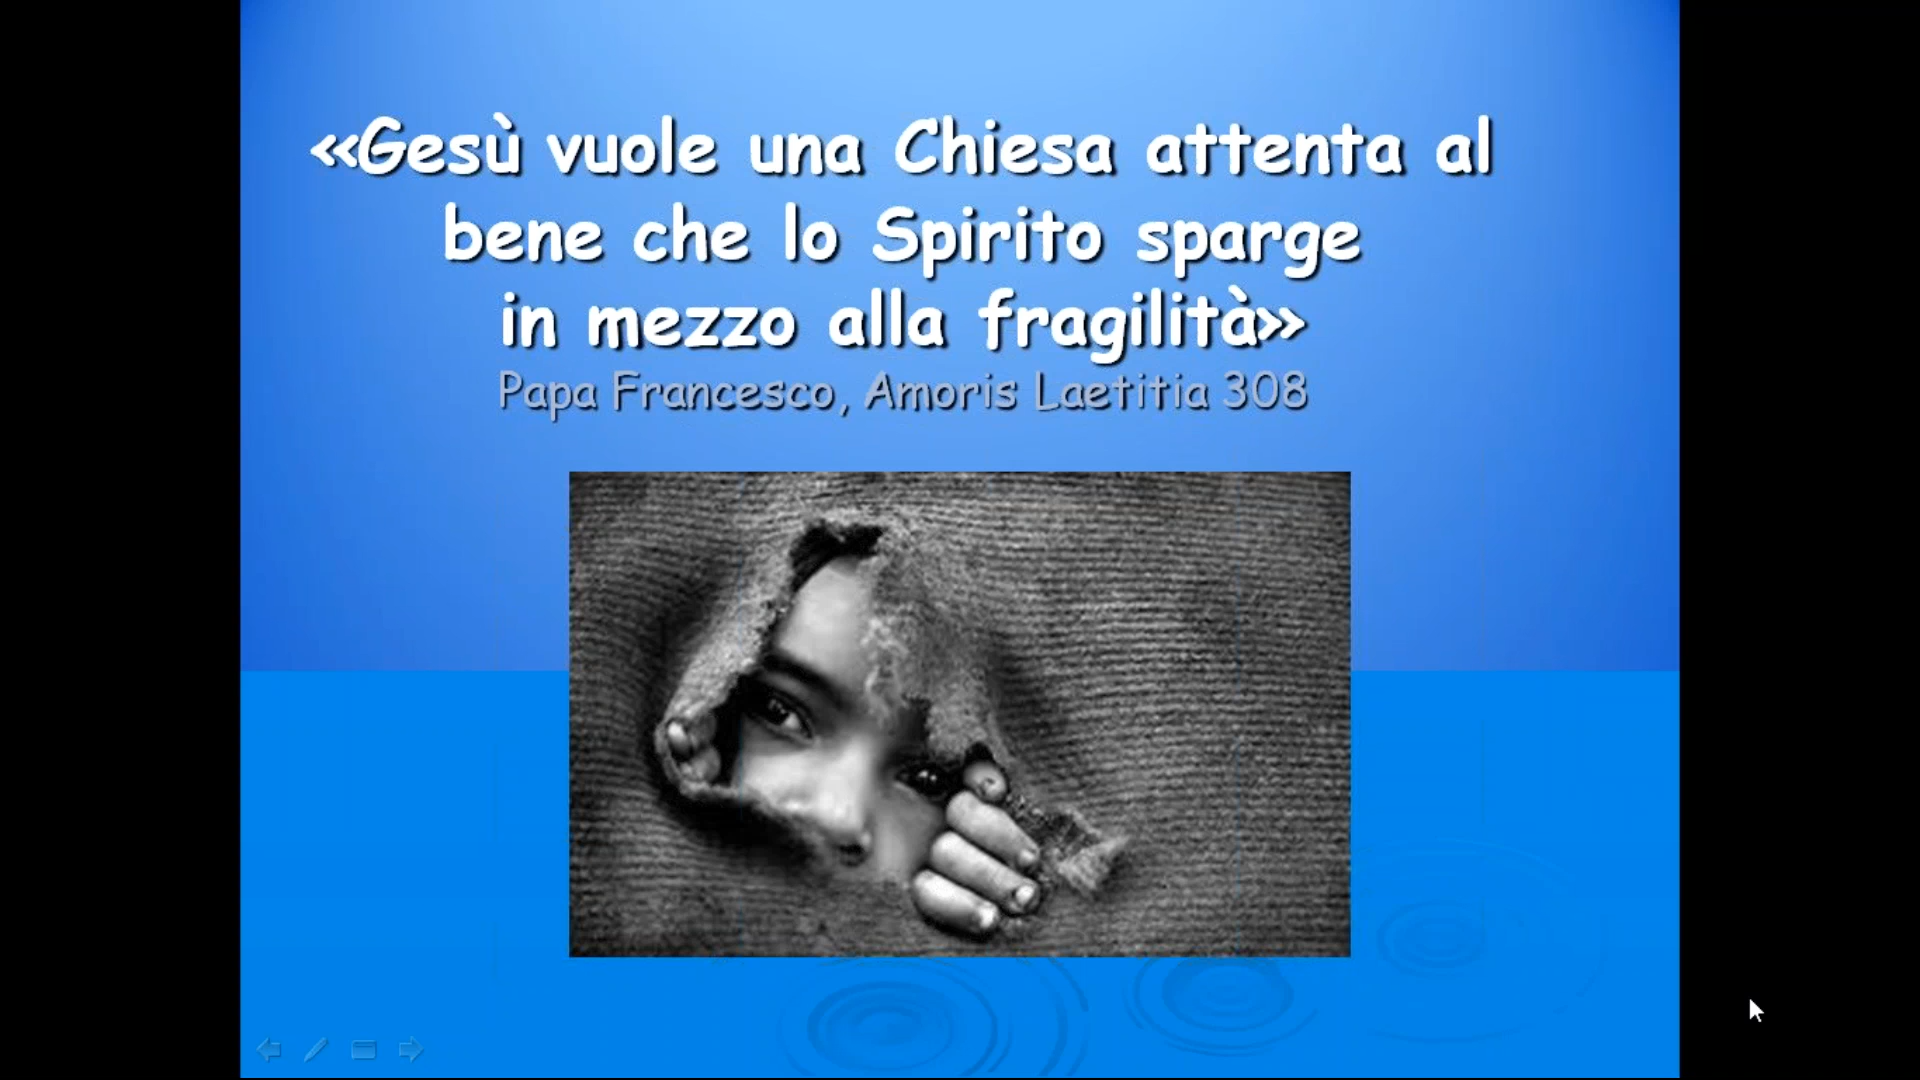 «Gesù vuole una Chiesa attenta al
bene che lo Spirito sparge
in mezzo alla fragilità»
Papa Francesco, Amoris Laetitia 308